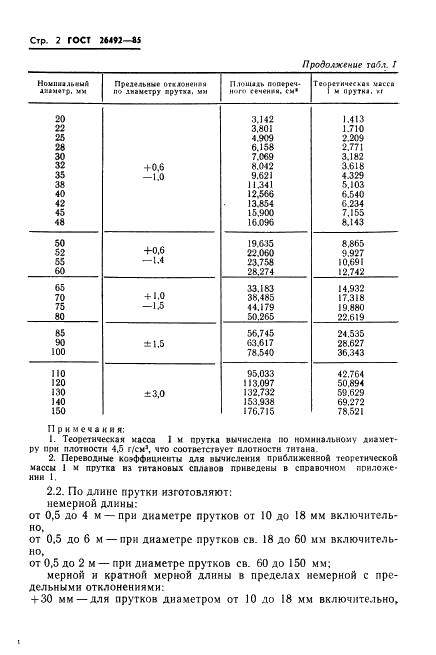 Стр. 2 ГОСТ 26492—85
Продолжение табл. 1
Номинальный диаметр, мм | Предельные отклонения по диаметру прутка, мм | Площадь поперечного сечения, см² | Теоретическая масса 1 м прутка, кг
20 3,142 1,413
22 3,801 1,710
25 4,909 2,209
28 6,158 2,771
30 7,069 3,182
32 +0,6 8,042 3,618
35 —1,0 9,621 4,329
38 11,341 5,103
40 12,566 6,540
42 13,854 6,234
45 15,900 7,155
48 16,096 8,143
50 19,635 8,865
52 +0,6 22,060 9,927
55 —1,4 23,758 10,691
60 28,274 12,742
65 33,183 14,932
70 +1,0 38,485 17,318
75 —1,5 44,179 19,880
80 50,265 22,619
85 56,745 24,535
90 ±1,5 63,617 28,627
100 78,540 36,343
110 95,033 42,764
120 113,097 50,894
130 ±3,0 132,732 59,629
140 153,938 69,272
150 176,715 78,521
Примечания:
1. Теоретическая масса 1 м прутка вычислена по номинальному диамет-
ру при плотности 4,5 г/см³, что соответствует плотности титана.
2. Переводные коэффициенты для вычисления приближенной теоретической
массы 1 м прутка из титановых сплавов приведены в справочном приложе-
нии 1.
2.2. По длине прутки изготовляют:
немерной длины:
от 0,5 до 4 м — при диаметре прутков от 10 до 18 мм включитель-
но,
от 0,5 до 6 м — при диаметре прутков св. 18 до 60 мм включитель-
но,
от 0,5 до 2 м — при диаметре прутков св. 60 до 150 мм;
мерной и кратной мерной длины в пределах немерной с пре-
дельными отклонениями:
+30 мм — для прутков диаметром от 10 до 18 мм включительно,